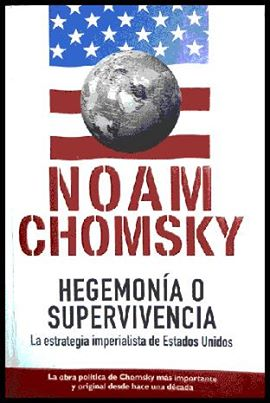 NOAM
CHOMSKY
HEGEMONÍA O
SUPERVIVENCIA
La estrategia imperialista de Estados Unidos
La obra política de Chomsky más importante
y original desde hace una década